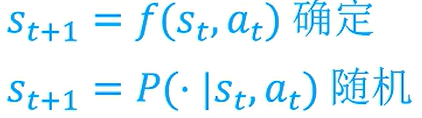 s_{t+1} = f(s_t, a_t) 确定
s_{t+1} = P(· |s_t, a_t) 随机